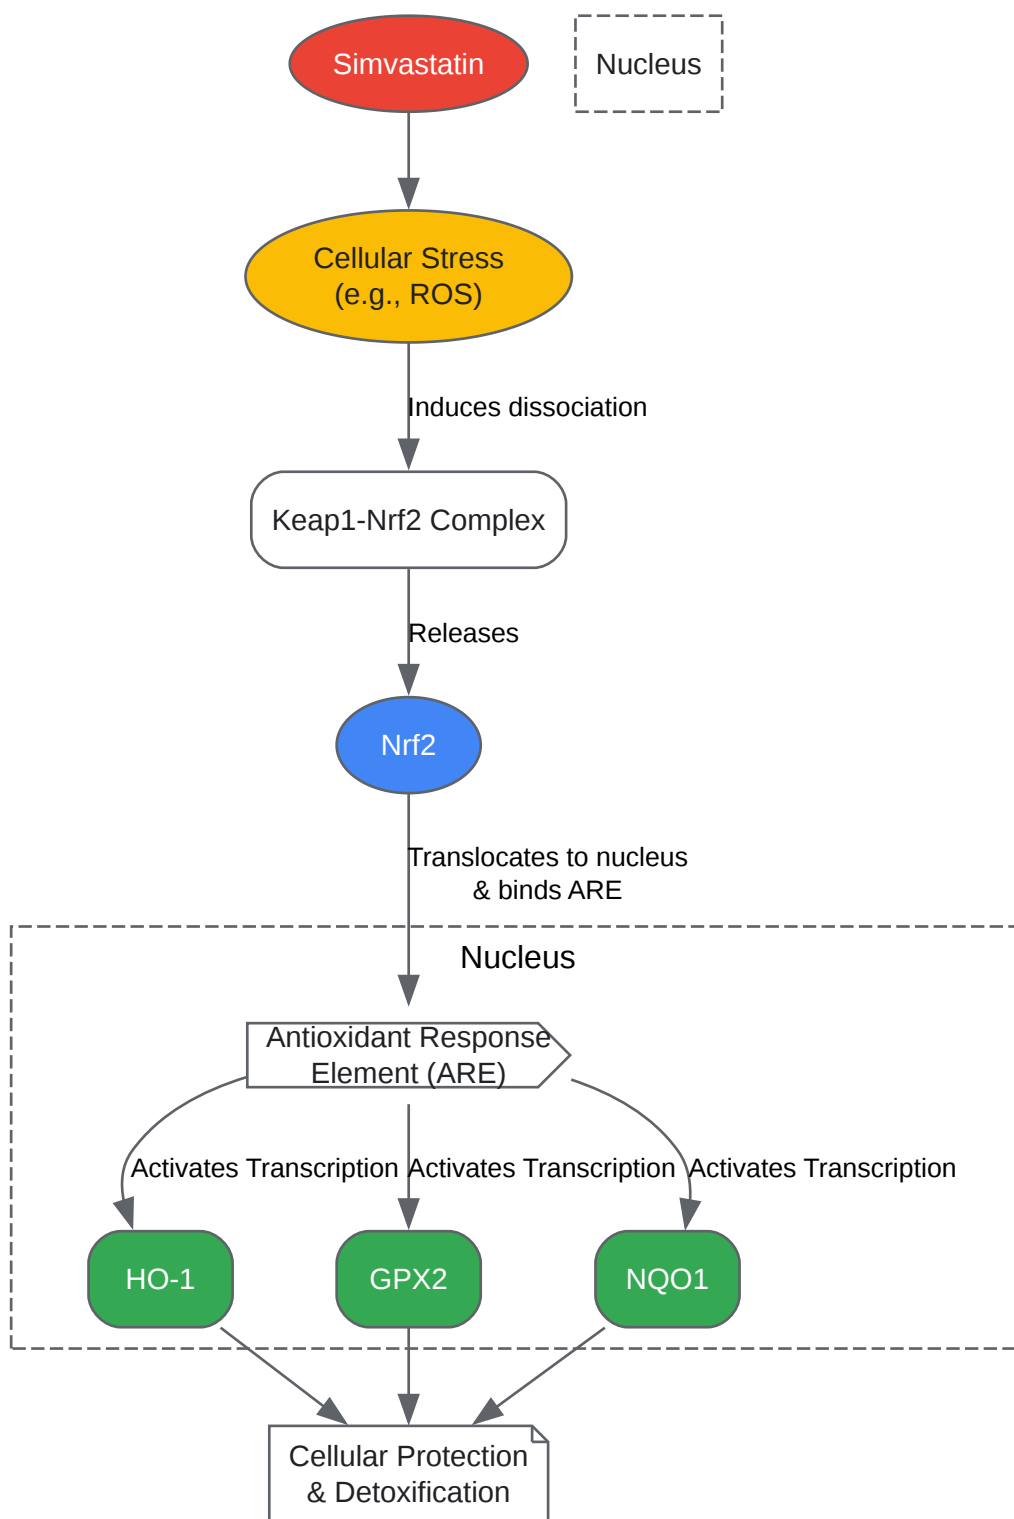 Simvastatin
Nucleus
Cellular Stress
(e.g., ROS)
Induces dissociation
Keap1-Nrf2 Complex
Releases
Nrf2
Translocates to nucleus
& binds ARE
Nucleus
Antioxidant Response
Element (ARE)
Activates Transcription
Activates Transcription
Activates Transcription
HO-1
GPX2
NQO1
Cellular Protection
& Detoxification